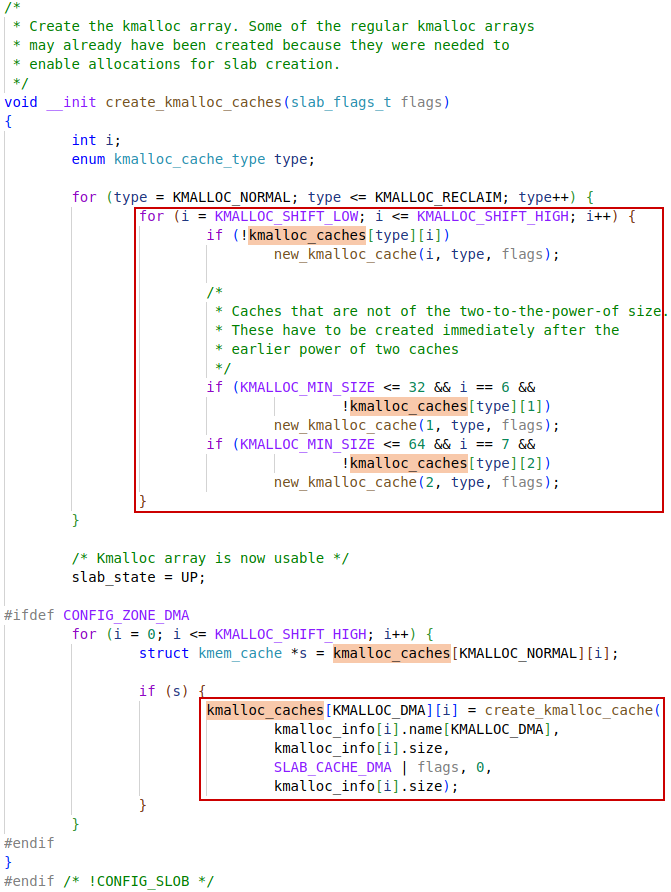 /*
 * Create the kmalloc array. Some of the regular kmalloc arrays
 * may already have been created because they were needed to
 * enable allocations for slab creation.
 */
void __init create_kmalloc_caches(slab_flags_t flags)
{
        int i;
        enum kmalloc_cache_type type;

        for (type = KMALLOC_NORMAL; type <= KMALLOC_RECLAIM; type++) {
                for (i = KMALLOC_SHIFT_LOW; i <= KMALLOC_SHIFT_HIGH; i++) {
                        if (!kmalloc_caches[type][i])
                                new_kmalloc_cache(i, type, flags);

                        /*
                         * Caches that are not of the two-to-the-power-of size.
                         * These have to be created immediately after the
                         * earlier power of two caches
                         */
                        if (KMALLOC_MIN_SIZE <= 32 && i == 6 &&
                                        !kmalloc_caches[type][1])
                                new_kmalloc_cache(1, type, flags);
                        if (KMALLOC_MIN_SIZE <= 64 && i == 7 &&
                                        !kmalloc_caches[type][2])
                                new_kmalloc_cache(2, type, flags);
                }
        }

        /* Kmalloc array is now usable */
        slab_state = UP;

#ifdef CONFIG_ZONE_DMA
        for (i = 0; i <= KMALLOC_SHIFT_HIGH; i++) {
                struct kmem_cache *s = kmalloc_caches[KMALLOC_NORMAL][i];

                if (s) {
                        kmalloc_caches[KMALLOC_DMA][i] = create_kmalloc_cache(
                                kmalloc_info[i].name[KMALLOC_DMA],
                                kmalloc_info[i].size,
                                SLAB_CACHE_DMA | flags, 0,
                                kmalloc_info[i].size);
                }
        }
#endif
}
#endif /* !CONFIG_SLOB */